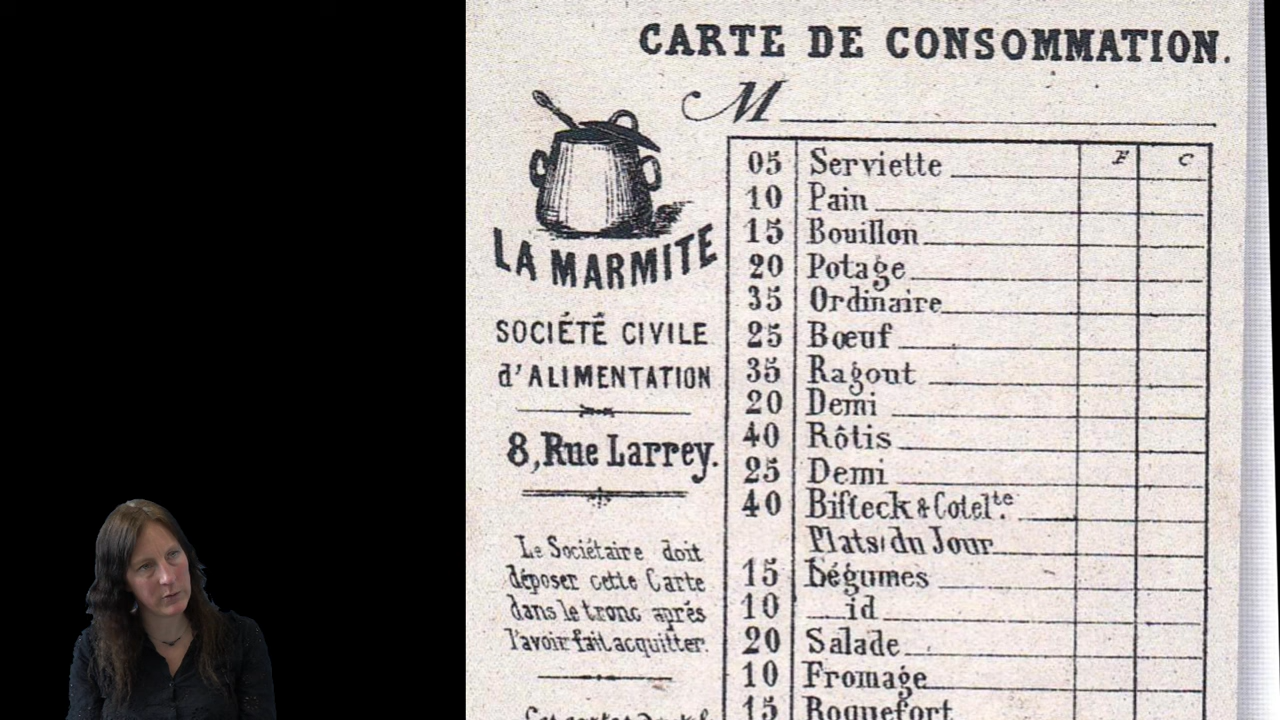 CARTE DE CONSOMMATION.
M
LA MARMITE
SOCIÉTÉ CIVILE
d'ALIMENTATION
8, Rue Larrey.
Le Sociétaire doit
déposer cette Carte
dans le tronc aprés
l'avoir fait acquitter.
F C
05 Serviette
10 Pain
15 Bouillon
20 Potage
35 Ordinaire
25 Bœuf
35 Ragout
20 Demi
40 Rôtis
25 Demi
40 Bifteck & Cotel.te
Plats du Jour
15 Légumes
10 id
20 Salade
10 Fromage
15 Roquefort